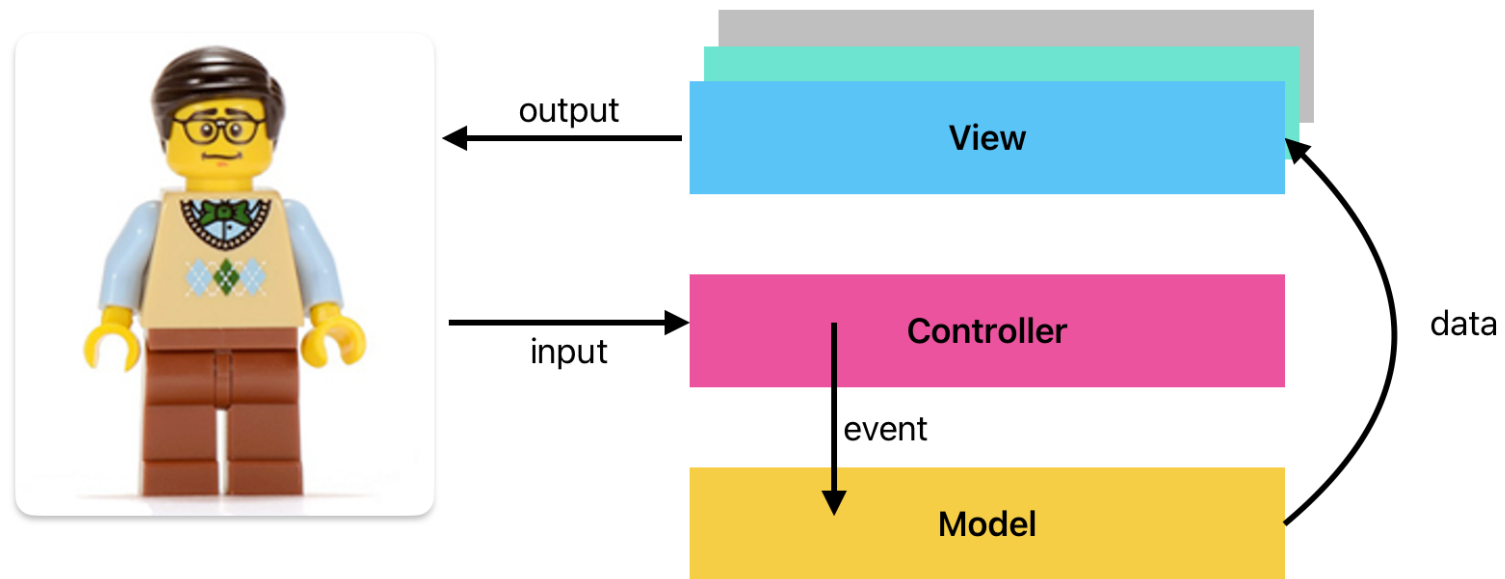 output
View
input
Controller
data
event
Model